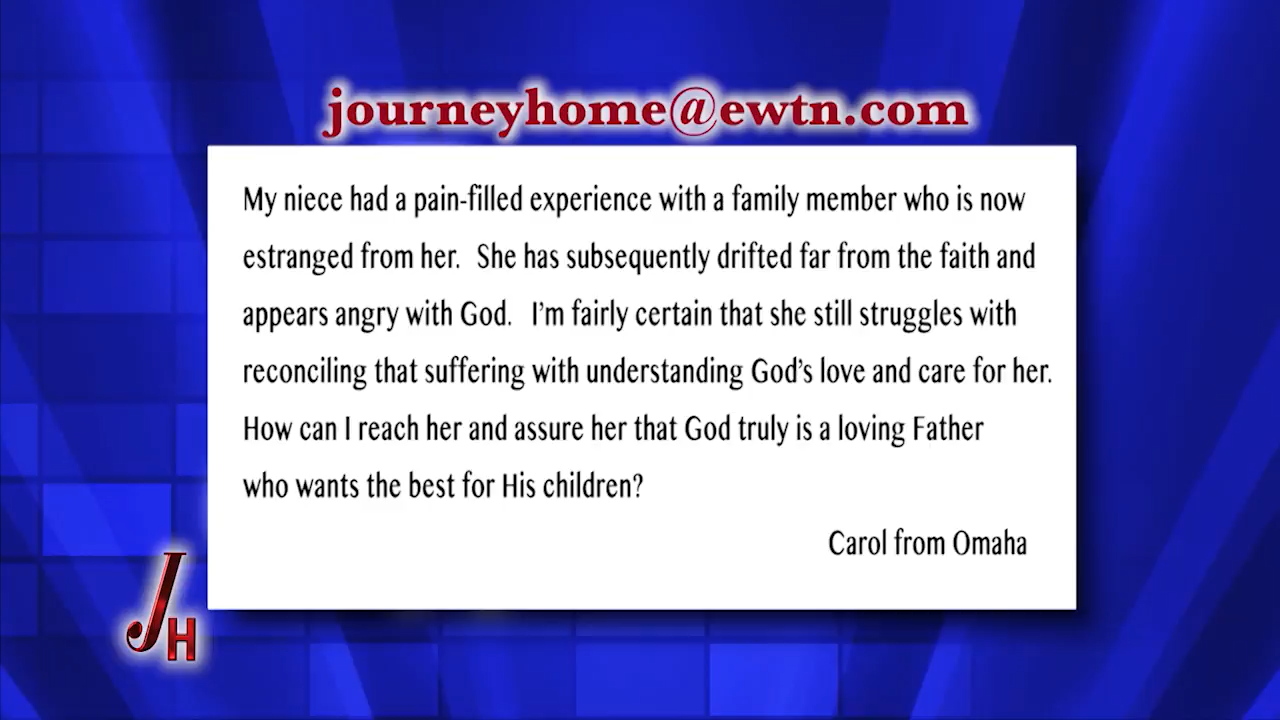 journeyhome@ewtn.com
My niece had a pain-filled experience with a family member who is now
estranged from her.  She has subsequently drifted far from the faith and
appears angry with God.  I’m fairly certain that she still struggles with
reconciling that suffering with understanding God’s love and care for her.
How can I reach her and assure her that God truly is a loving Father
who wants the best for His children?
Carol from Omaha
JH